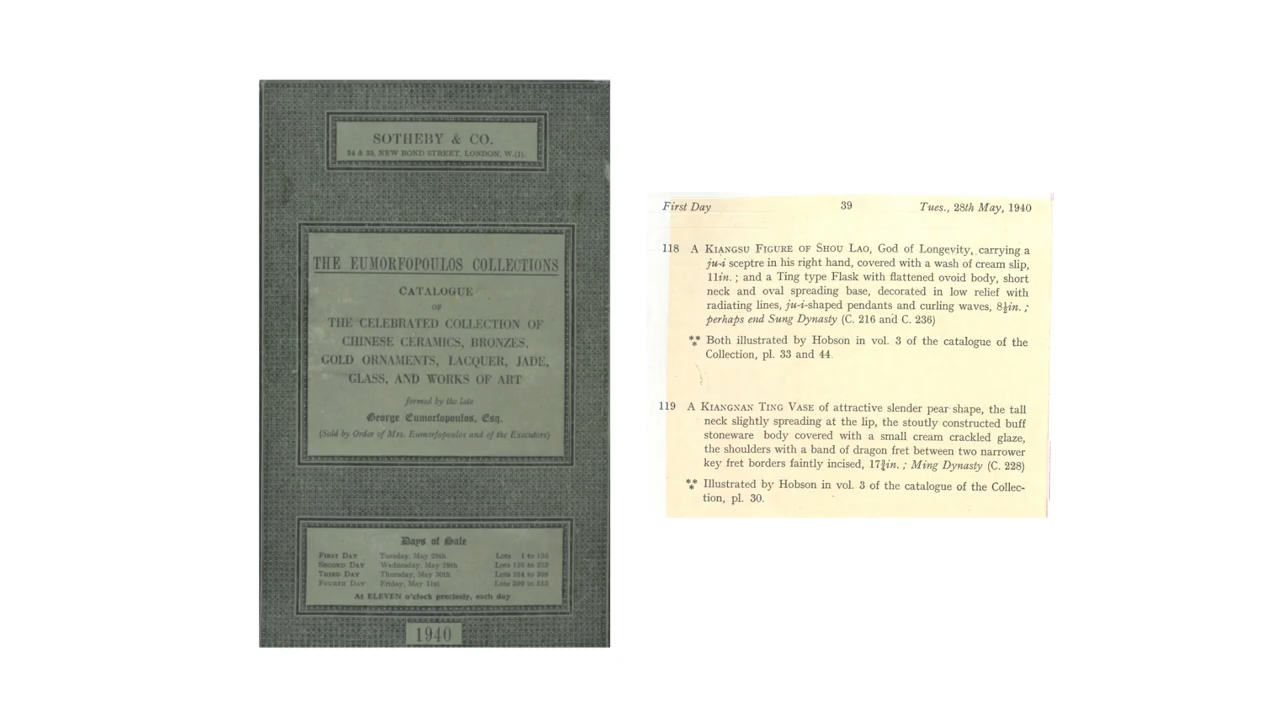 SOTHEBY & CO.
34 & 35, NEW BOND STREET, LONDON, W.(1).
THE EUMORFOPOULOS COLLECTIONS
CATALOGUE
OF
THE CELEBRATED COLLECTION OF
CHINESE CERAMICS, BRONZES,
GOLD ORNAMENTS, LACQUER, JADE,
GLASS, AND WORKS OF ART
formed by the late
George Eumorfopoulos, Esq.
(Sold by Order of Mrs. Eumorfopoulos and of the Executors)
Days of Sale
FIRST DAY Tuesday, May 28th Lots 1 to
SECOND DAY Wednesday, May 29th Lots
THIRD DAY Thursday, May 30th Lots
FOURTH DAY Friday, May 31st Lots
At ELEVEN o'clock precisely, each day
1940
First Day 39 Tues., 28th May, 1940
118 A KIANGSU FIGURE OF SHOU LAO, God of Longevity, carrying a
ju-i sceptre in his right hand, covered with a wash of cream slip,
11in. ; and a Ting type Flask with flattened ovoid body, short
neck and oval spreading base, decorated in low relief with
radiating lines, ju-i-shaped pendants and curling waves, 8½in. ;
perhaps end Sung Dynasty (C. 216 and C. 236)
*** Both illustrated by Hobson in vol. 3 of the catalogue of the
Collection, pl. 33 and 44.
119 A KIANGNAN TING VASE of attractive slender pear shape, the tall
neck slightly spreading at the lip, the stoutly constructed buff
stoneware body covered with a small cream crackled glaze,
the shoulders with a band of dragon fret between two narrower
key fret borders faintly incised, 17¾in. ; Ming Dynasty (C. 228)
*** Illustrated by Hobson in vol. 3 of the catalogue of the Collec-
tion, pl. 30.